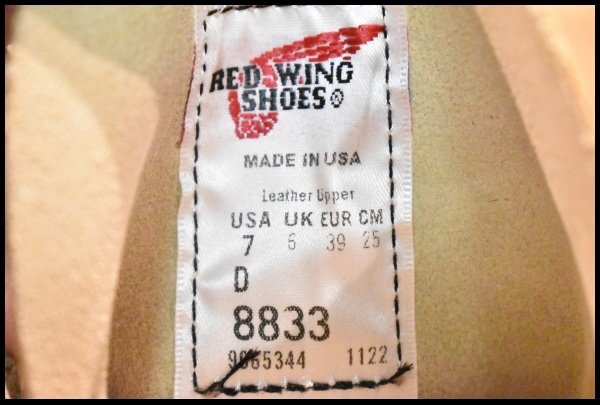 RED WING
SHOES®
MADE IN USA
Leather Upper
USA UK EUR CM
7 6 39 25
D
8833
1122